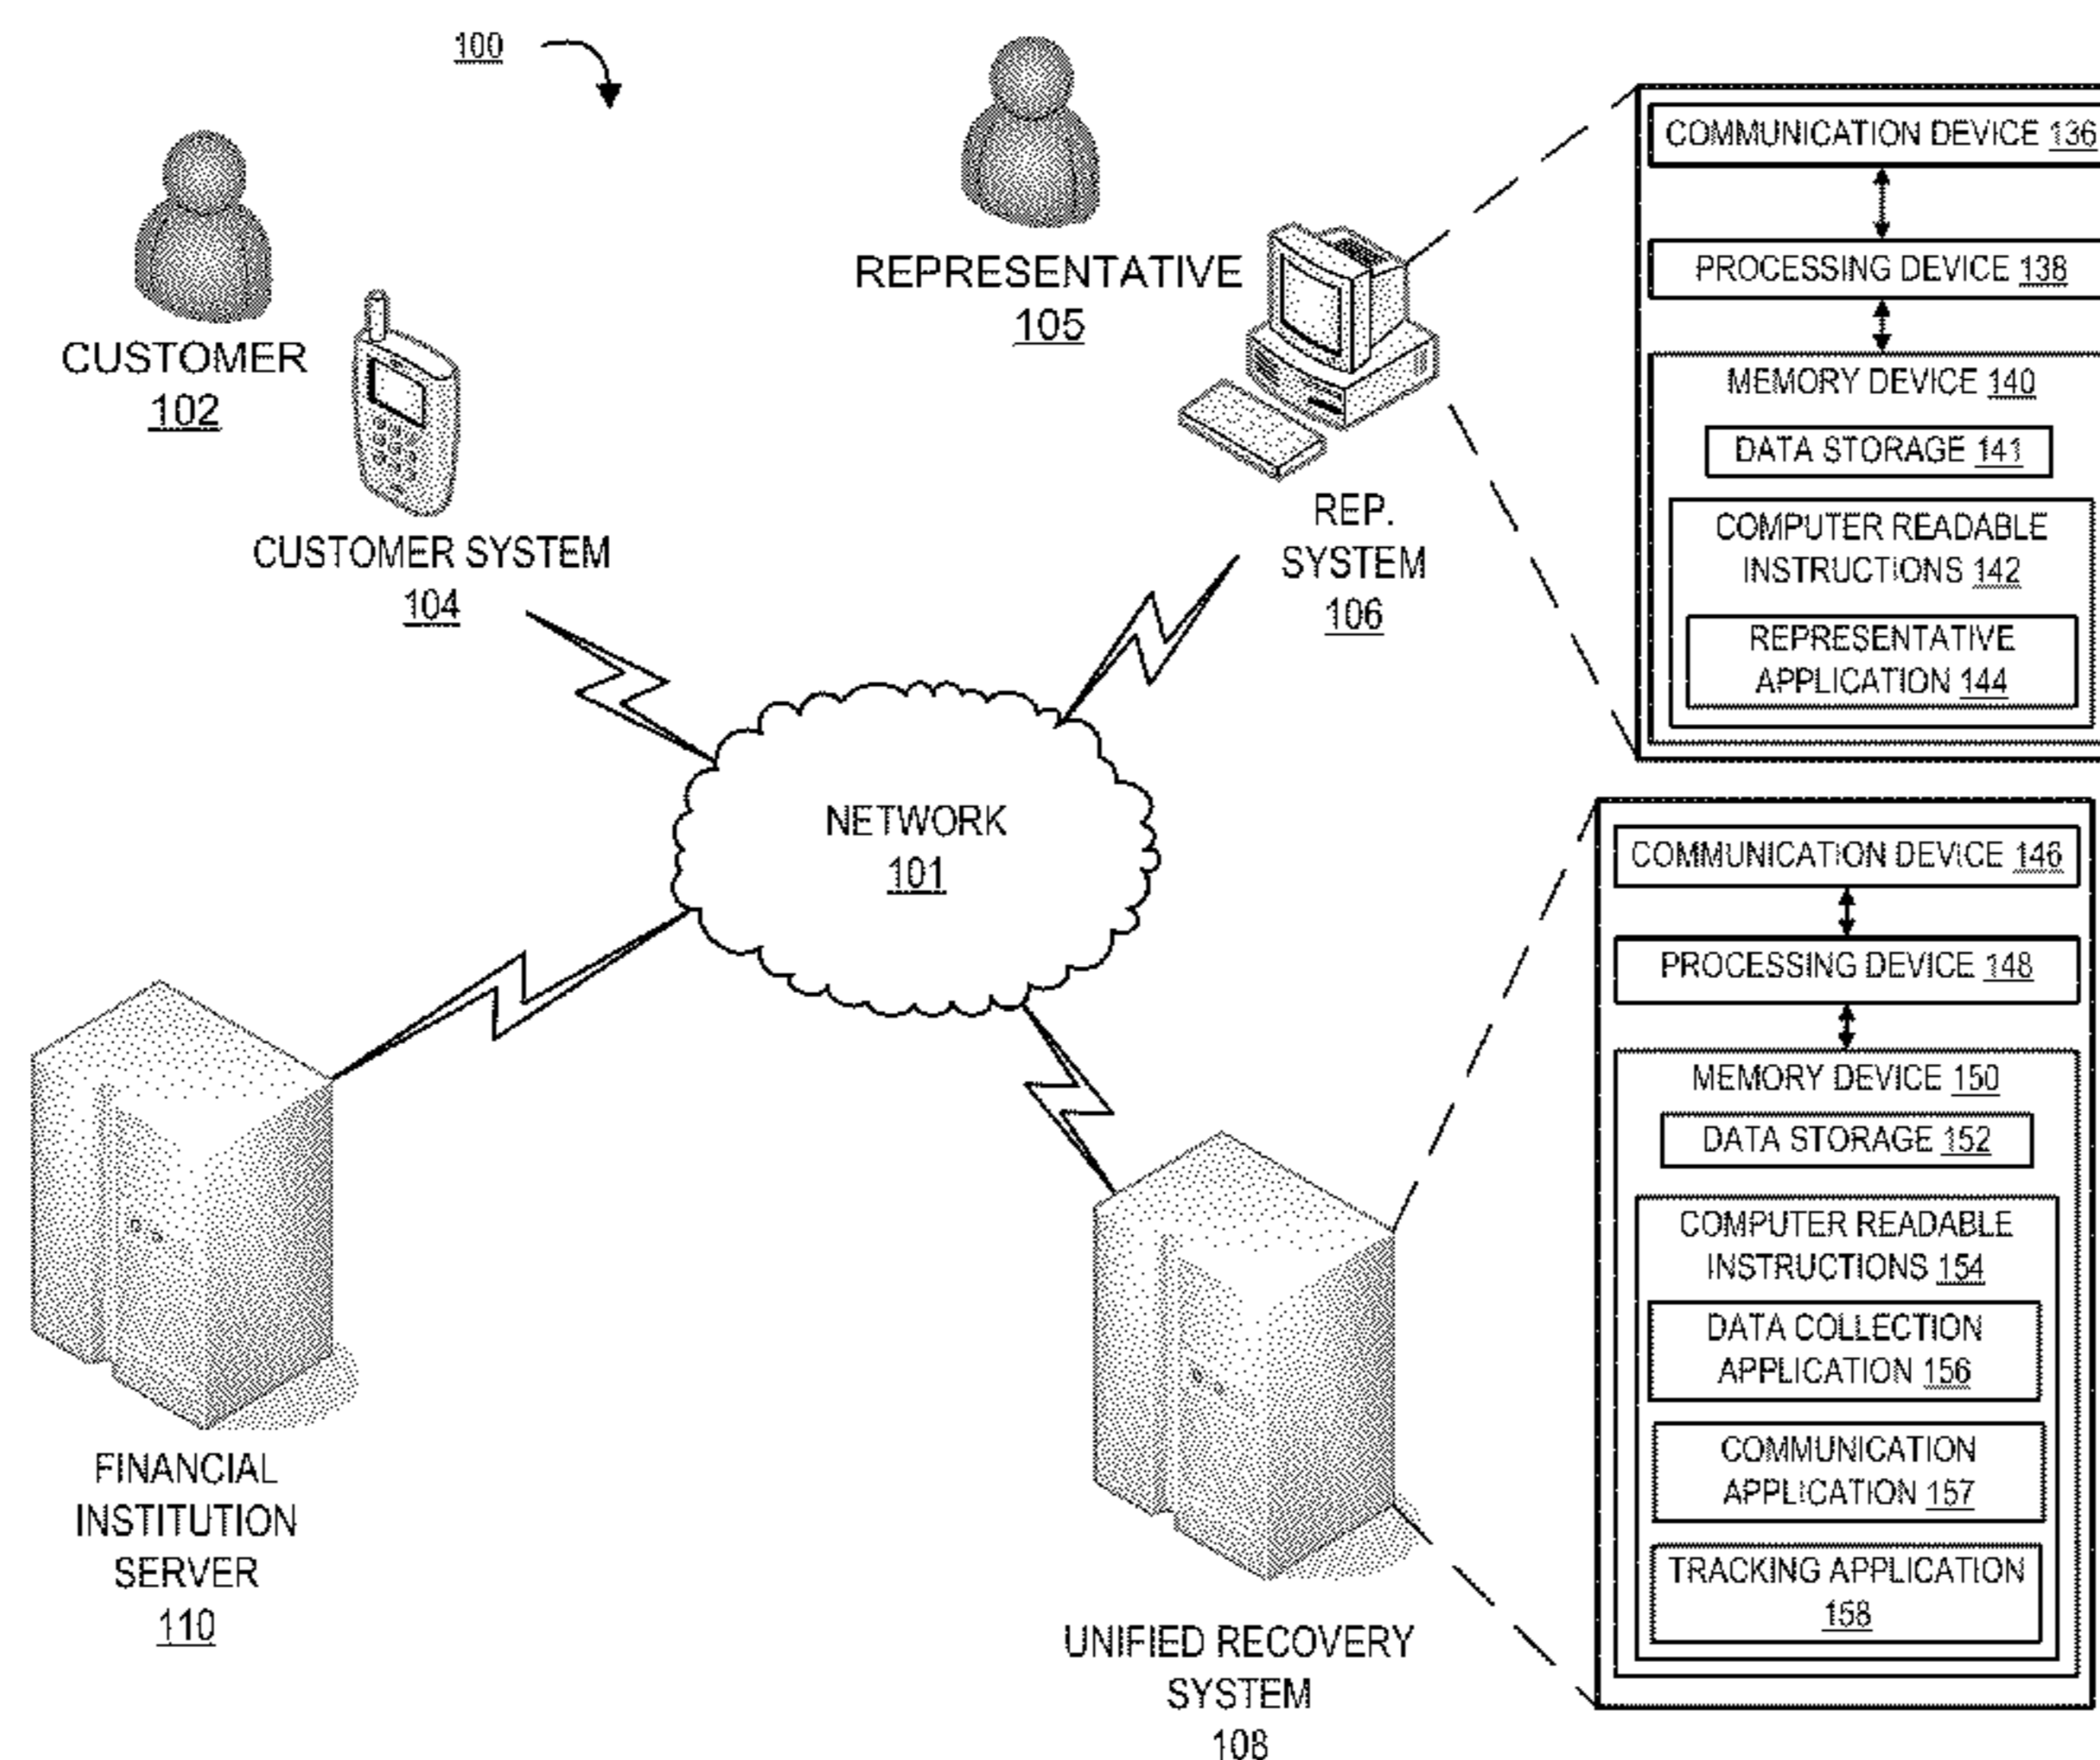 100
CUSTOMER
102
CUSTOMER SYSTEM
104
REPRESENTATIVE
105
REP.
SYSTEM
106
COMMUNICATION DEVICE 136
PROCESSING DEVICE 138
MEMORY DEVICE 140
DATA STORAGE 141
COMPUTER READABLE
INSTRUCTIONS 142
REPRESENTATIVE
APPLICATION 144
NETWORK
101
FINANCIAL
INSTITUTION
SERVER
110
UNIFIED RECOVERY
SYSTEM
108
COMMUNICATION DEVICE 146
PROCESSING DEVICE 148
MEMORY DEVICE 150
DATA STORAGE 152
COMPUTER READABLE
INSTRUCTIONS 154
DATA COLLECTION
APPLICATION 156
COMMUNICATION
APPLICATION 157
TRACKING APPLICATION
158